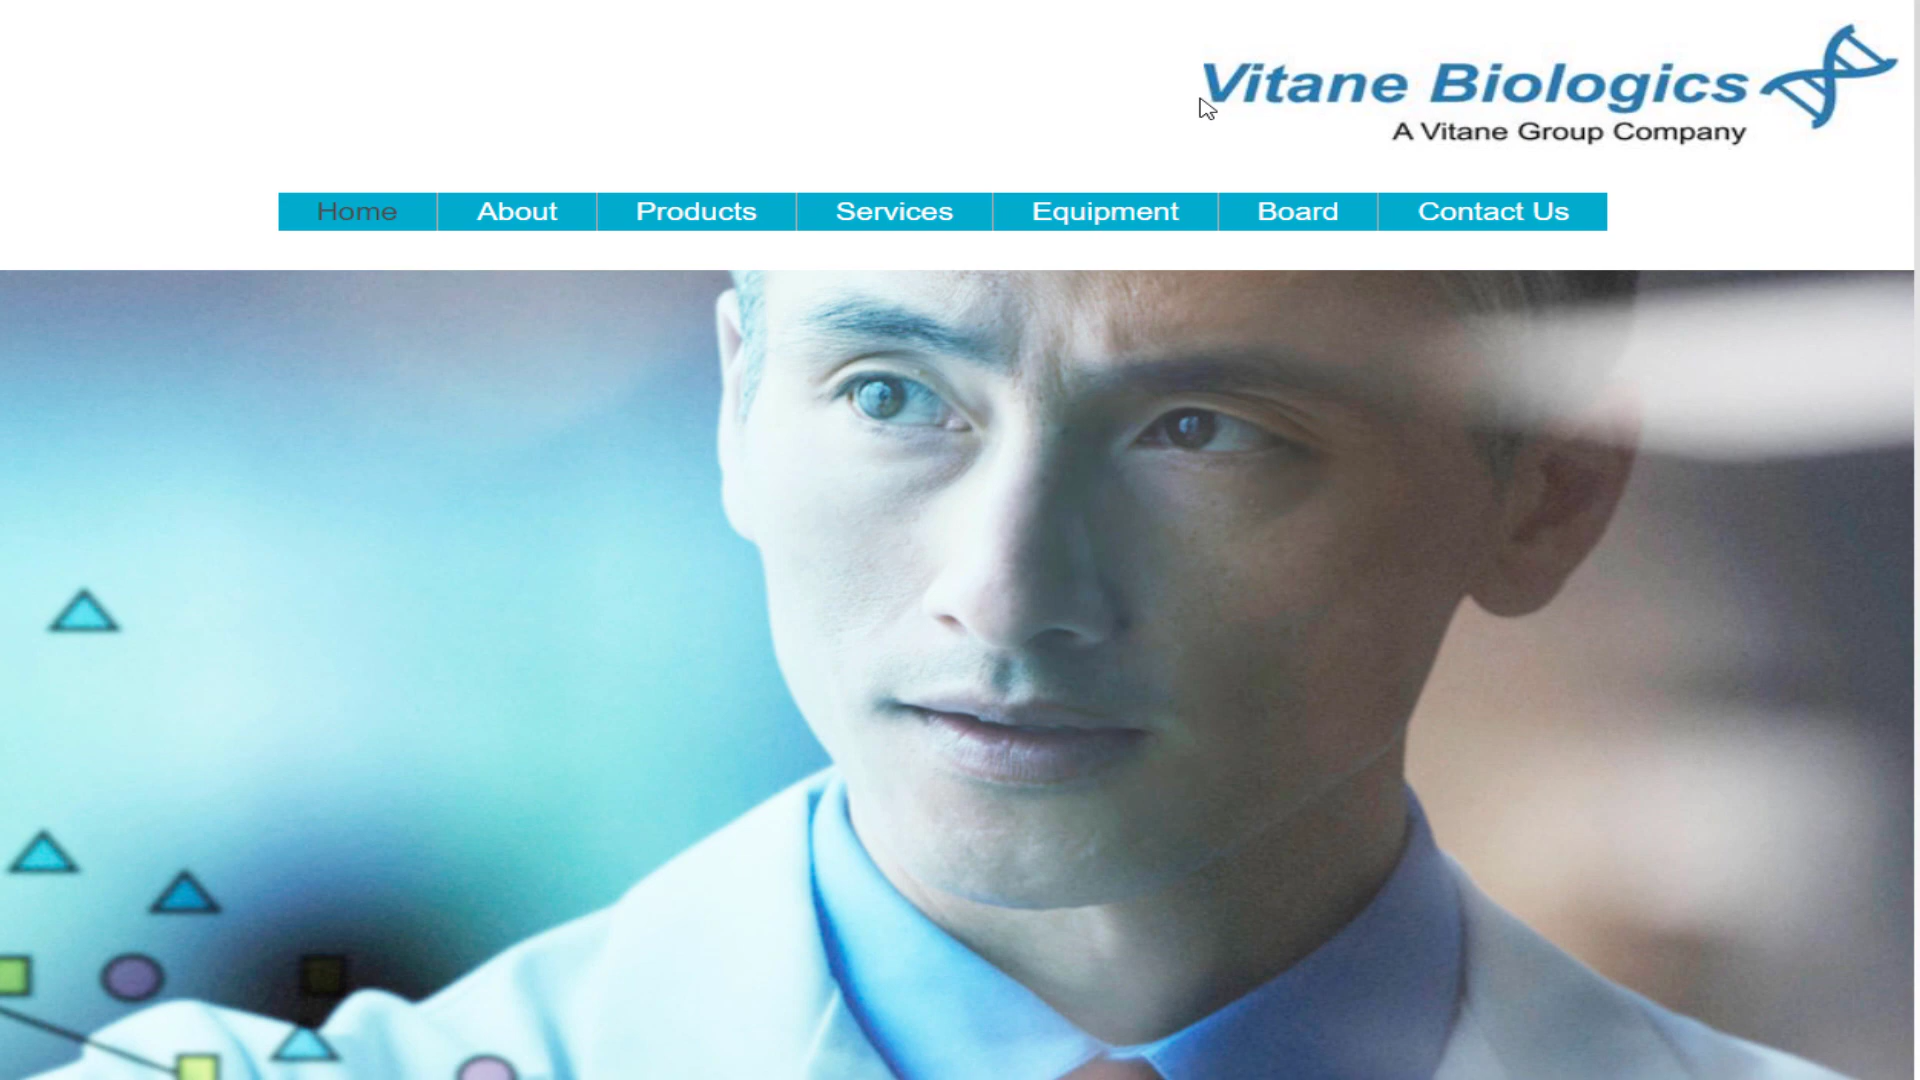 Vitane Biologics
A Vitane Group Company
Home About Products Services Equipment Board Contact Us